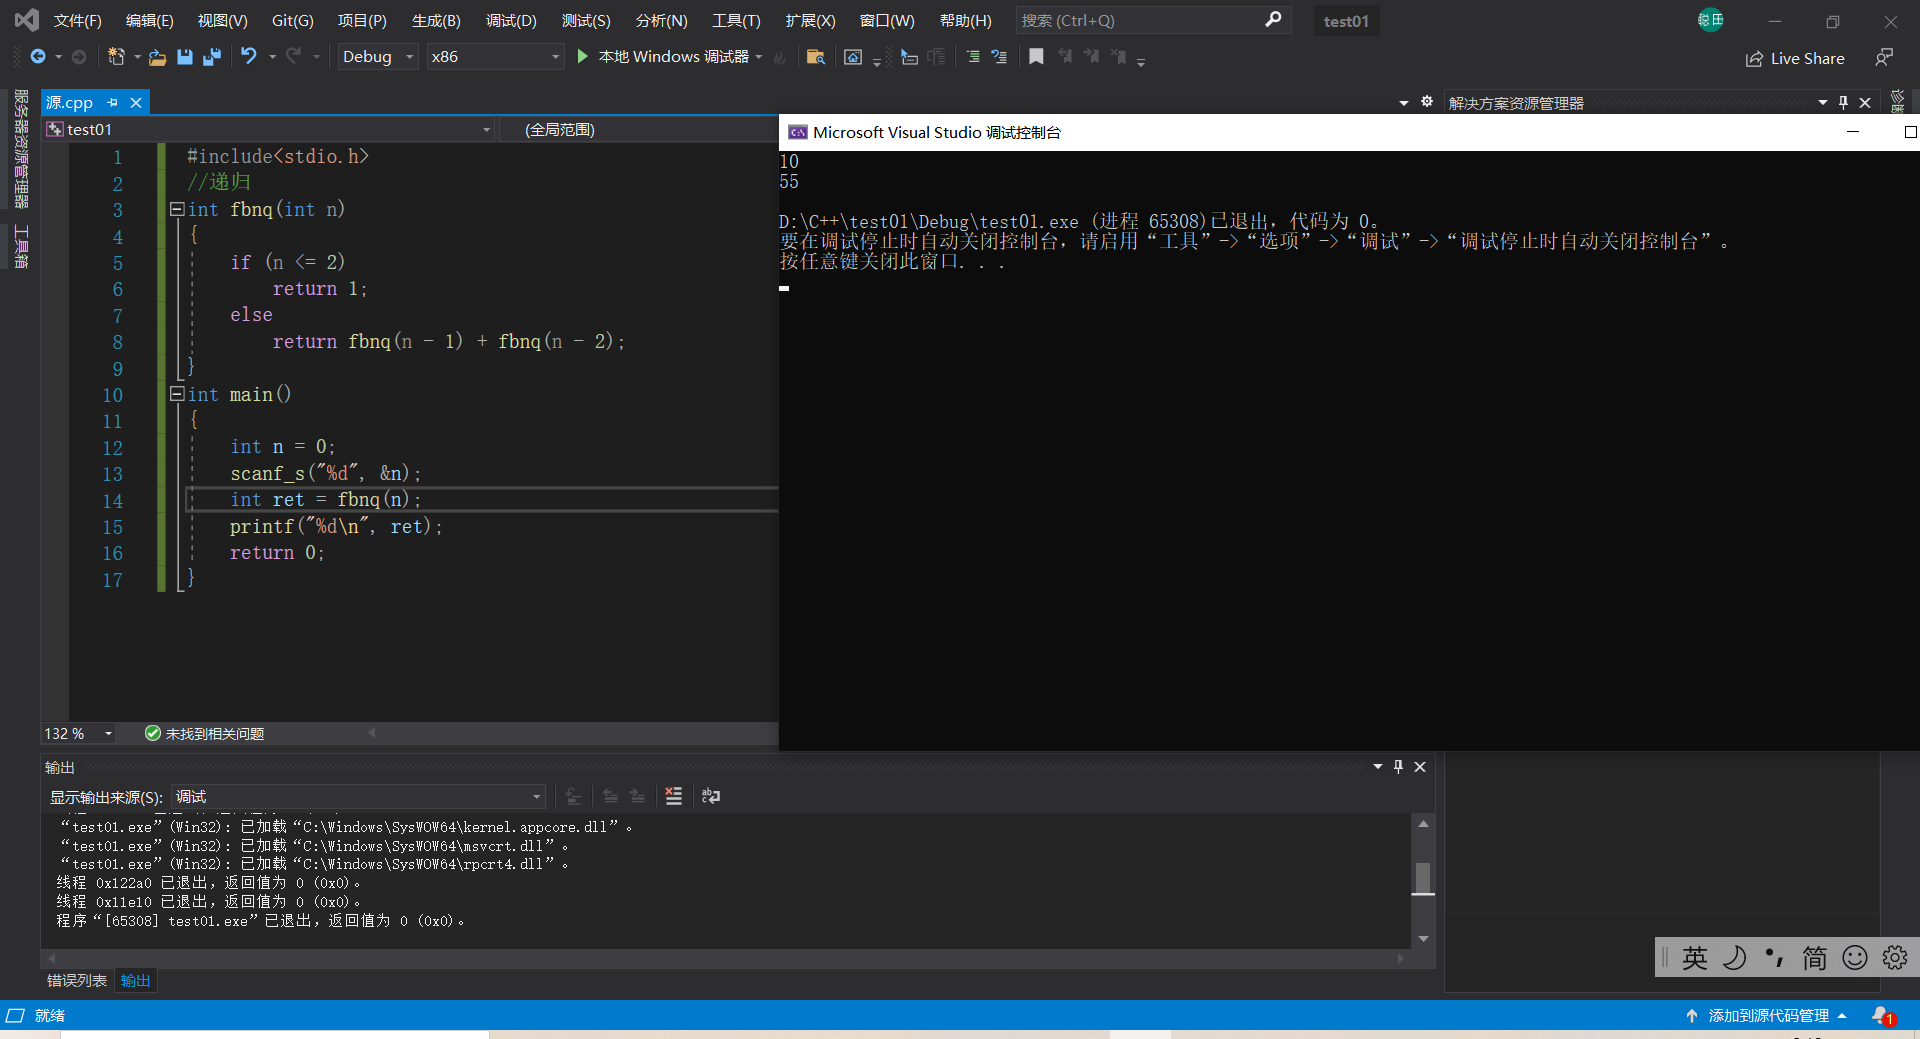 文件(F) 编辑(E) 视图(V) Git(G) 项目(P) 生成(B) 调试(D) 测试(S) 分析(N) 工具(T) 扩展(X) 窗口(W) 帮助(H) 搜索 (Ctrl+Q) test01
Debug x86 本地 Windows 调试器 Live Share
服务器资源管理器
工具箱
源.cpp
解决方案资源管理器
test01 (全局范围)
1 #include<stdio.h>
2 //递归
3 int fbnq(int n)
4 {
5 if (n <= 2)
6 return 1;
7 else
8 return fbnq(n - 1) + fbnq(n - 2);
9 }
10 int main()
11 {
12 int n = 0;
13 scanf_s("%d", &n);
14 int ret = fbnq(n);
15 printf("%d\n", ret);
16 return 0;
17 }
Microsoft Visual Studio 调试控制台
10
55
D:\C++\test01\Debug\test01.exe (进程 65308)已退出，代码为 0。
要在调试停止时自动关闭控制台，请启用“工具”->“选项”->“调试”->“调试停止时自动关闭控制台”。
按任意键关闭此窗口. . .
132 % 未找到相关问题
输出
显示输出来源(S): 调试
“test01.exe”(Win32): 已加载“C:\Windows\SysWOW64\kernel.appcore.dll”。
“test01.exe”(Win32): 已加载“C:\Windows\SysWOW64\msvcrt.dll”。
“test01.exe”(Win32): 已加载“C:\Windows\SysWOW64\rpcrt4.dll”。
线程 0x122a0 已退出，返回值为 0 (0x0)。
线程 0x11e10 已退出，返回值为 0 (0x0)。
程序“[65308] test01.exe”已退出，返回值为 0 (0x0)。
错误列表 输出
英 简
就绪 添加到源代码管理 1